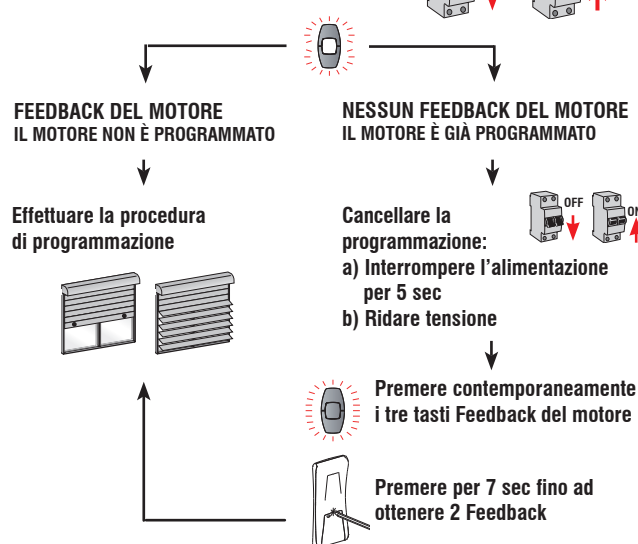 FEEDBACK DEL MOTORE
IL MOTORE NON È PROGRAMMATO
Effettuare la procedura
di programmazione
NESSUN FEEDBACK DEL MOTORE
IL MOTORE È GIÀ PROGRAMMATO
Cancellare la
programmazione:
a) Interrompere l’alimentazione
per 5 sec
b) Ridare tensione
OFF
Premere contemporaneamente
i tre tasti Feedback del motore
Premere per 7 sec fino ad
ottenere 2 Feedback